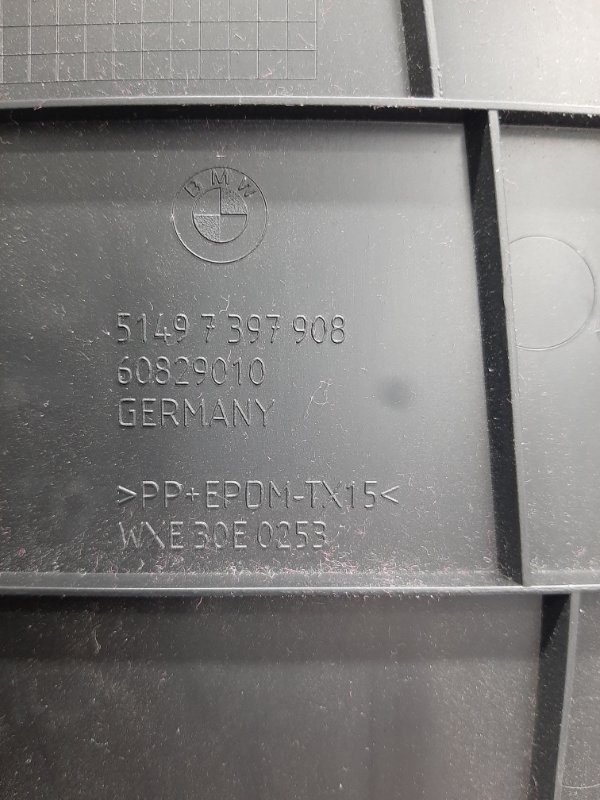 BMW
5149 7 397 908
60829010
GERMANY
>PP+EPDM-TX15<
WXE 30E 0253